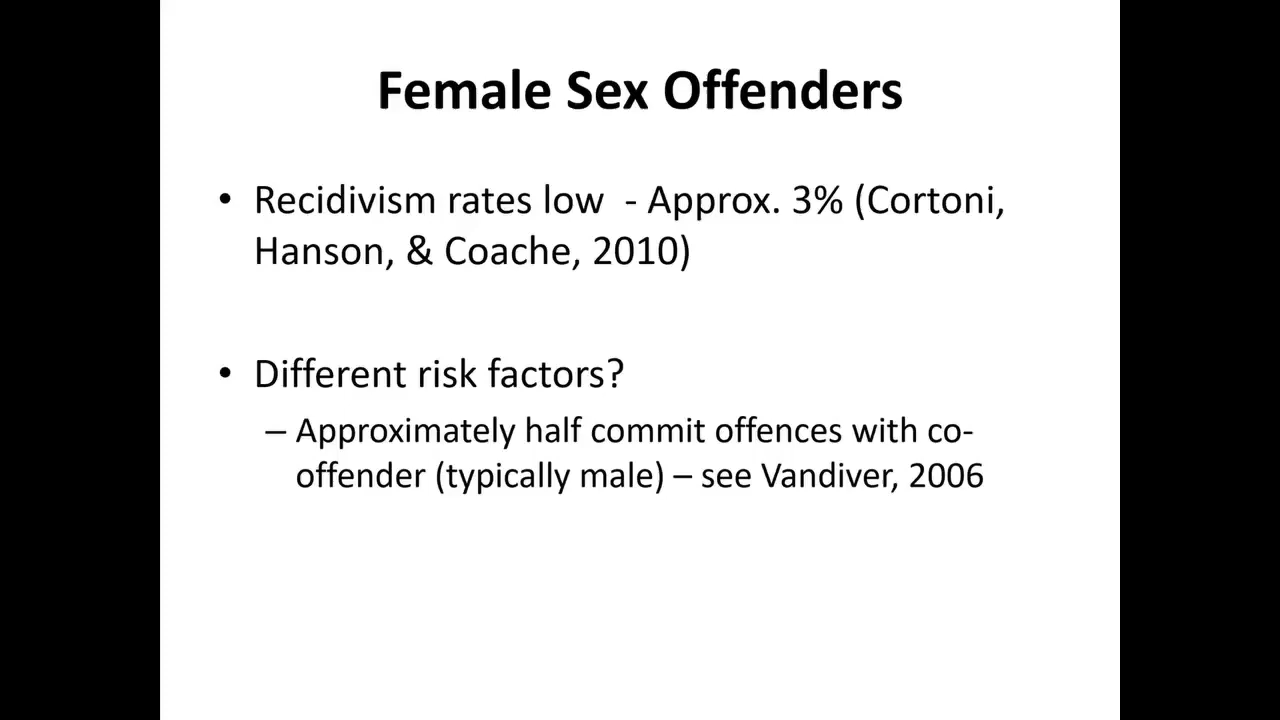 Female Sex Offenders
• Recidivism rates low - Approx. 3% (Cortoni,
Hanson, & Coache, 2010)
• Different risk factors?
– Approximately half commit offences with co-
offender (typically male) – see Vandiver, 2006